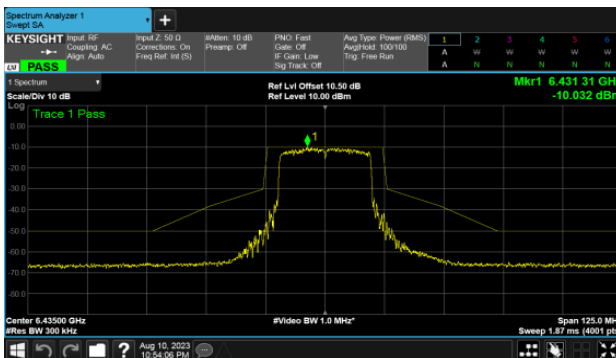 Spectrum Analyzer 1
Swept SA
+
KEYSIGHT
Input: RF
Coupling: AC
Align: Auto
Input Z: 50 Ω
Corrections: On
Freq Ref: Int (S)
#Atten: 10 dB
Preamp: Off
PNO: Fast
Gate: Off
IF Gain: Low
Sig Track: Off
Avg Type: Power (RMS)
Avg|Hold: 100/100
Trig: Free Run
1 2 3 4 5 6
A W W W W W
A N N N N N
LXI PASS
1 Spectrum
Scale/Div 10 dB
Ref Lvl Offset 10.50 dB
Ref Level 10.00 dBm
Mkr1 6.431 31 GHz
-10.032 dBm
Log
Trace 1 Pass
1
0.00
-10.0
-20.0
-30.0
-40.0
-50.0
-60.0
-70.0
-80.0
Center 6.43500 GHz
#Res BW 300 kHz
#Video BW 1.0 MHz*
Span 125.0 MHz
Sweep 1.87 ms (4001 pts)
?
Aug 10, 2023
10:54:06 PM